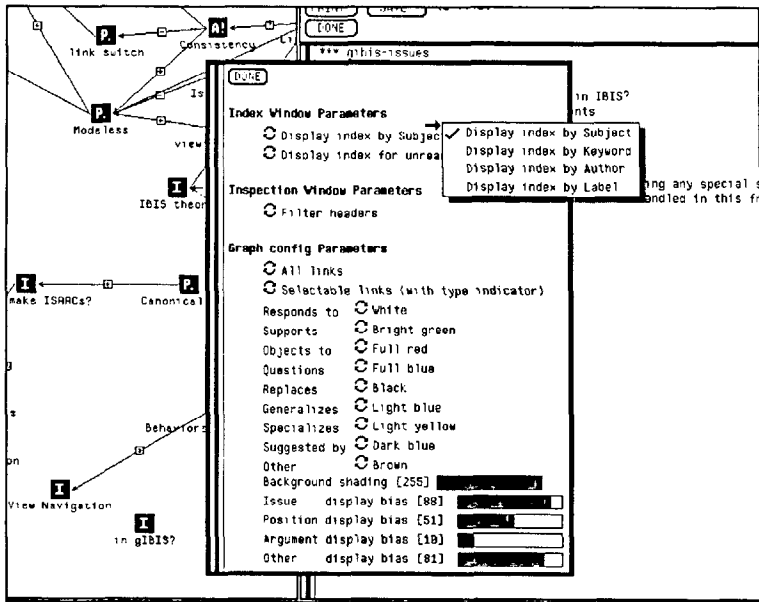 DONE
*** gibis-issues
link switch
Consistency
Modeless
view
IBIS theor
make ISAACs?
Canonical
Behaviors
View Navigation
in gIBIS?
in IBIS?
nts
ng any special s
andled in this fr
DONE
Index Window Parameters
Display index by Subjec
Display index for unrea
Display index by Subject
Display index by Keyword
Display index by Author
Display index by Label
Inspection Window Parameters
Filter headers
Graph config Parameters
All links
Selectable links (with type indicator)
Responds to White
Supports Bright green
Objects to Full red
Questions Full blue
Replaces Black
Generalizes Light blue
Specializes Light yellow
Suggested by Dark blue
Other Brown
Background shading [255]
Issue display bias [88]
Position display bias [51]
Argument display bias [10]
Other display bias [81]